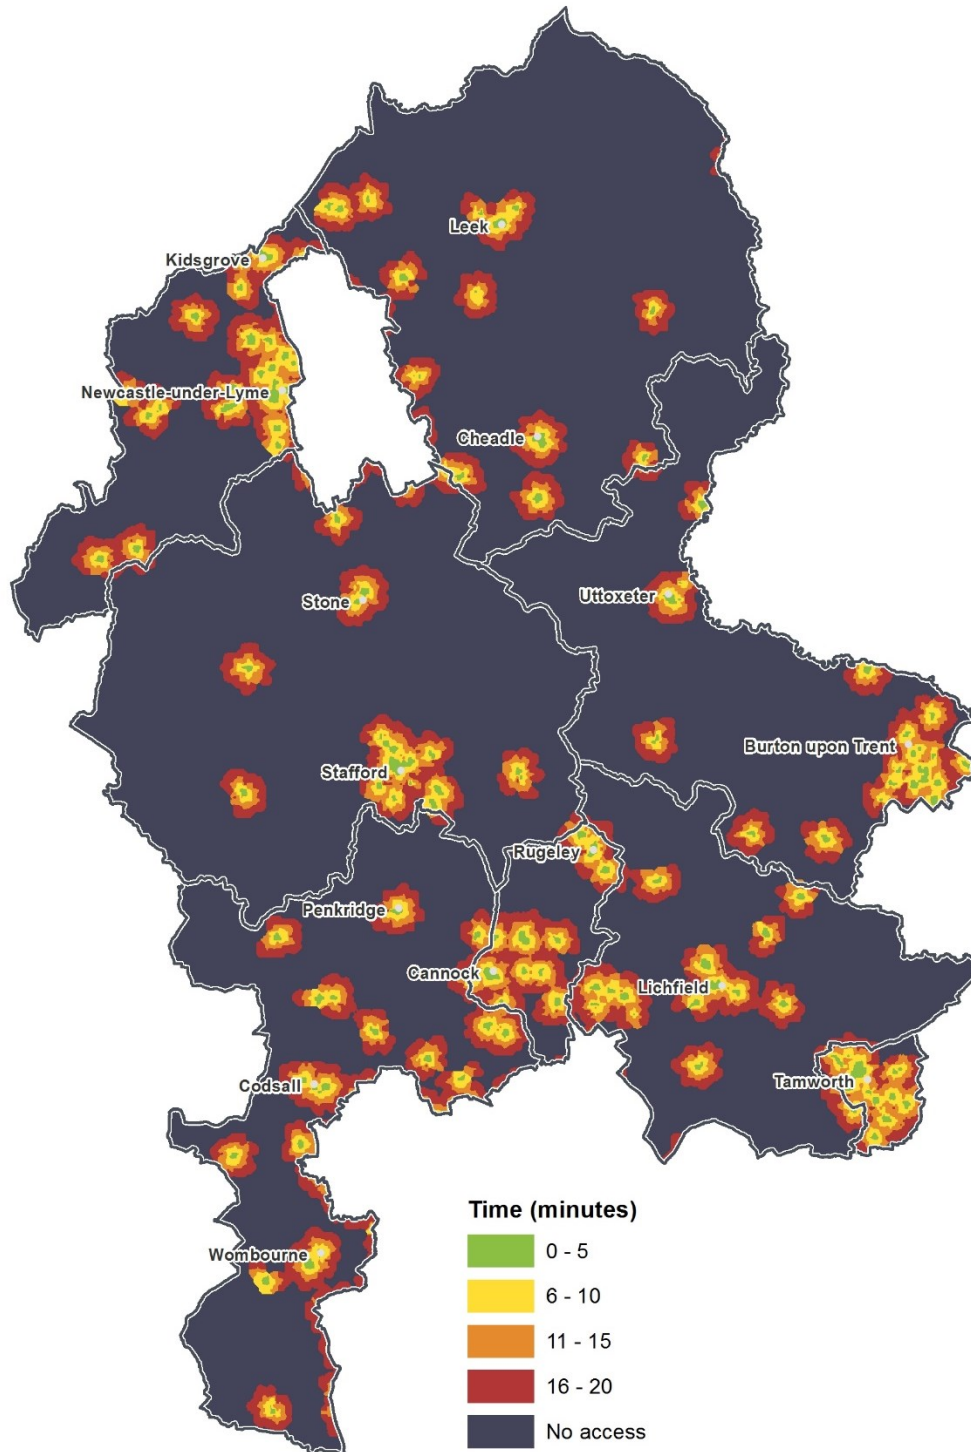 Leek
Kidsgrove
Newcastle-under-Lyme
Cheadle
Stone
Uttoxeter
Burton upon Trent
Stafford
Rugeley
Penkridge
Cannock
Lichfield
Codsall
Tamworth
Wombourne
Time (minutes)
0 - 5
6 - 10
11 - 15
16 - 20
No access